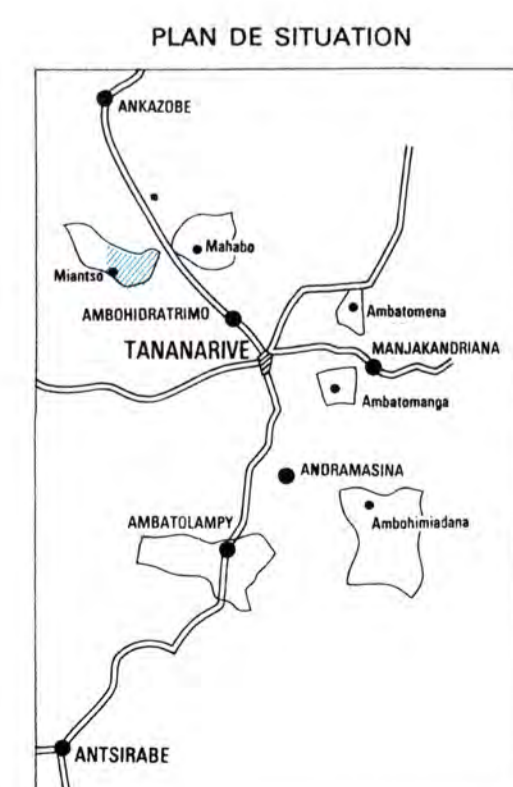 PLAN DE SITUATION
ANKAZOBE
Mahabo
Miantso
AMBOHIDRATRIMO
Ambatomena
TANANARIVE
MANJAKANDRIANA
Ambatomanga
ANDRAMASINA
AMBATOLAMPY
Ambohimiadana
ANTSIRABE